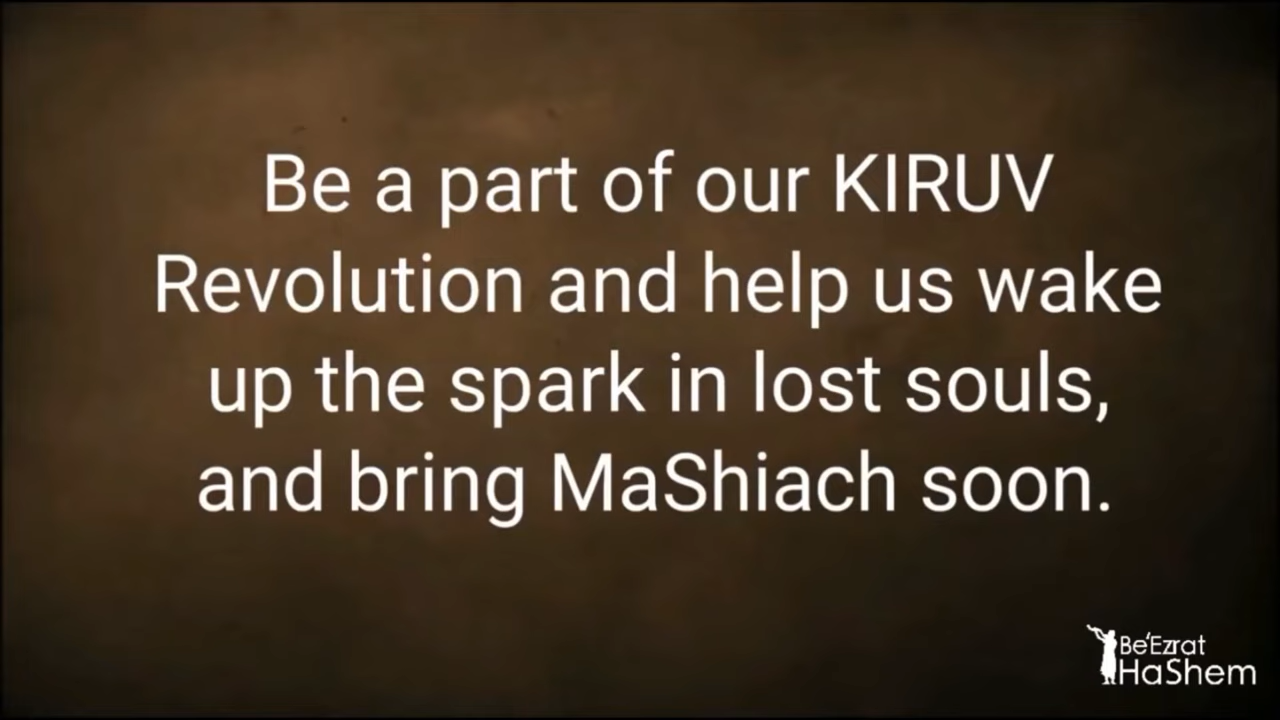 Be a part of our KIRUV
Revolution and help us wake
up the spark in lost souls,
and bring MaShiach soon.
Be'Ezrat
HaShem